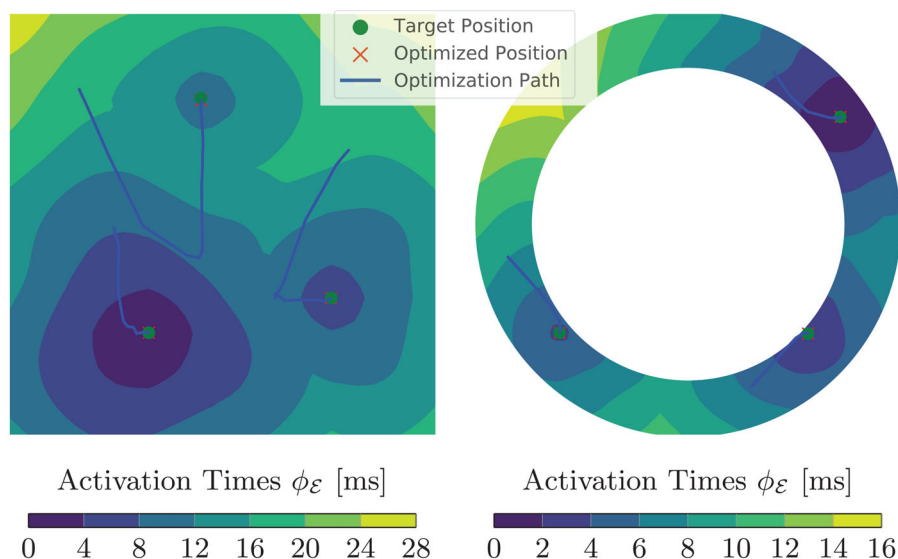 Target Position
Optimized Position
Optimization Path
Activation Times ϕ_ℰ [ms]
0 4 8 12 16 20 24 28
Activation Times ϕ_ℰ [ms]
0 2 4 6 8 10 12 14 16